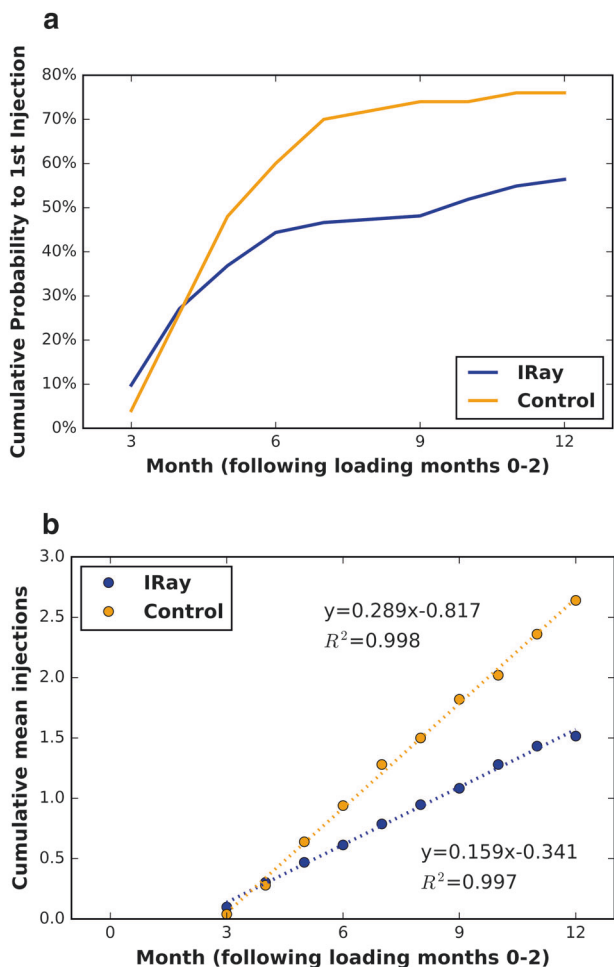 a
Cumulative Probability to 1st Injection
80%
70%
60%
50%
40%
30%
20%
10%
0%
IRay
Control
3
6
9
12
Month (following loading months 0-2)
b
Cumulative mean injections
3.0
2.5
2.0
1.5
1.0
0.5
0.0
IRay
Control
y=0.289x-0.817
R²=0.998
y=0.159x-0.341
R²=0.997
0
3
6
9
12
Month (following loading months 0-2)